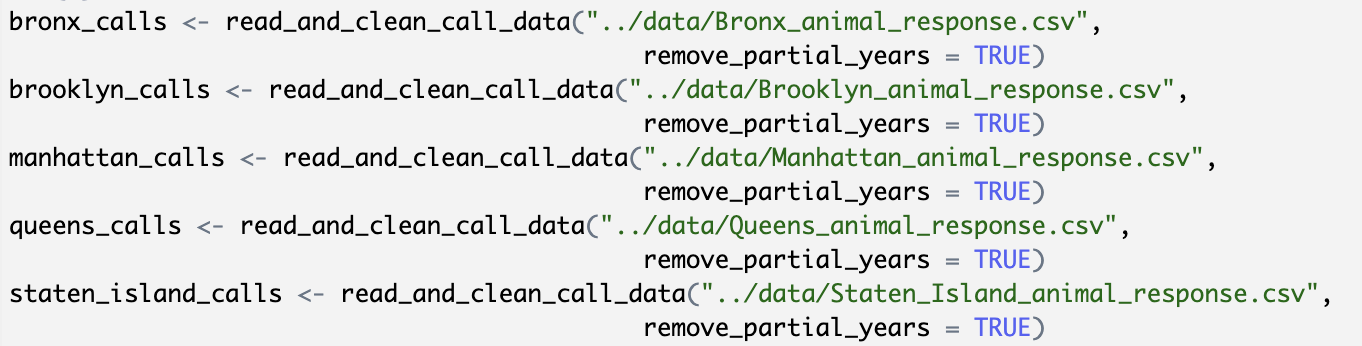 bronx_calls <- read_and_clean_call_data("../data/Bronx_animal_response.csv",
remove_partial_years = TRUE)
brooklyn_calls <- read_and_clean_call_data("../data/Brooklyn_animal_response.csv",
remove_partial_years = TRUE)
manhattan_calls <- read_and_clean_call_data("../data/Manhattan_animal_response.csv",
remove_partial_years = TRUE)
queens_calls <- read_and_clean_call_data("../data/Queens_animal_response.csv",
remove_partial_years = TRUE)
staten_island_calls <- read_and_clean_call_data("../data/Staten_Island_animal_response.csv",
remove_partial_years = TRUE)